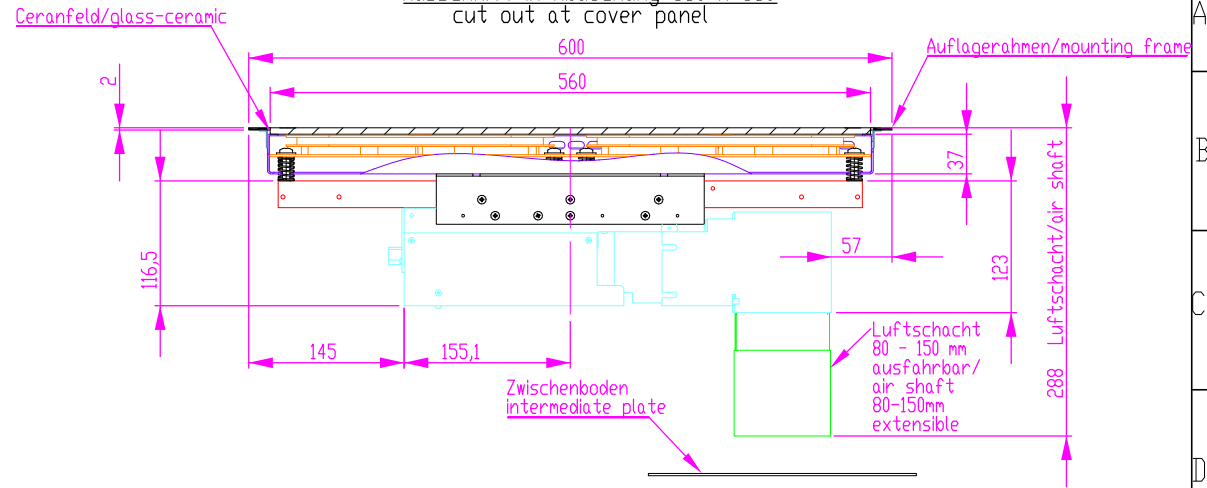 cut out at cover panel
Ceranfeld/glass-ceramic
600
Auflagerahmen/mounting frame
2
560
37
116,5
57
123
288 Luftschacht/air shaft
145
155,1
Luftschacht
80 - 150 mm
ausfahrbar/
air shaft
80-150mm
extensible
Zwischenboden
intermediate plate
A
B
C
D